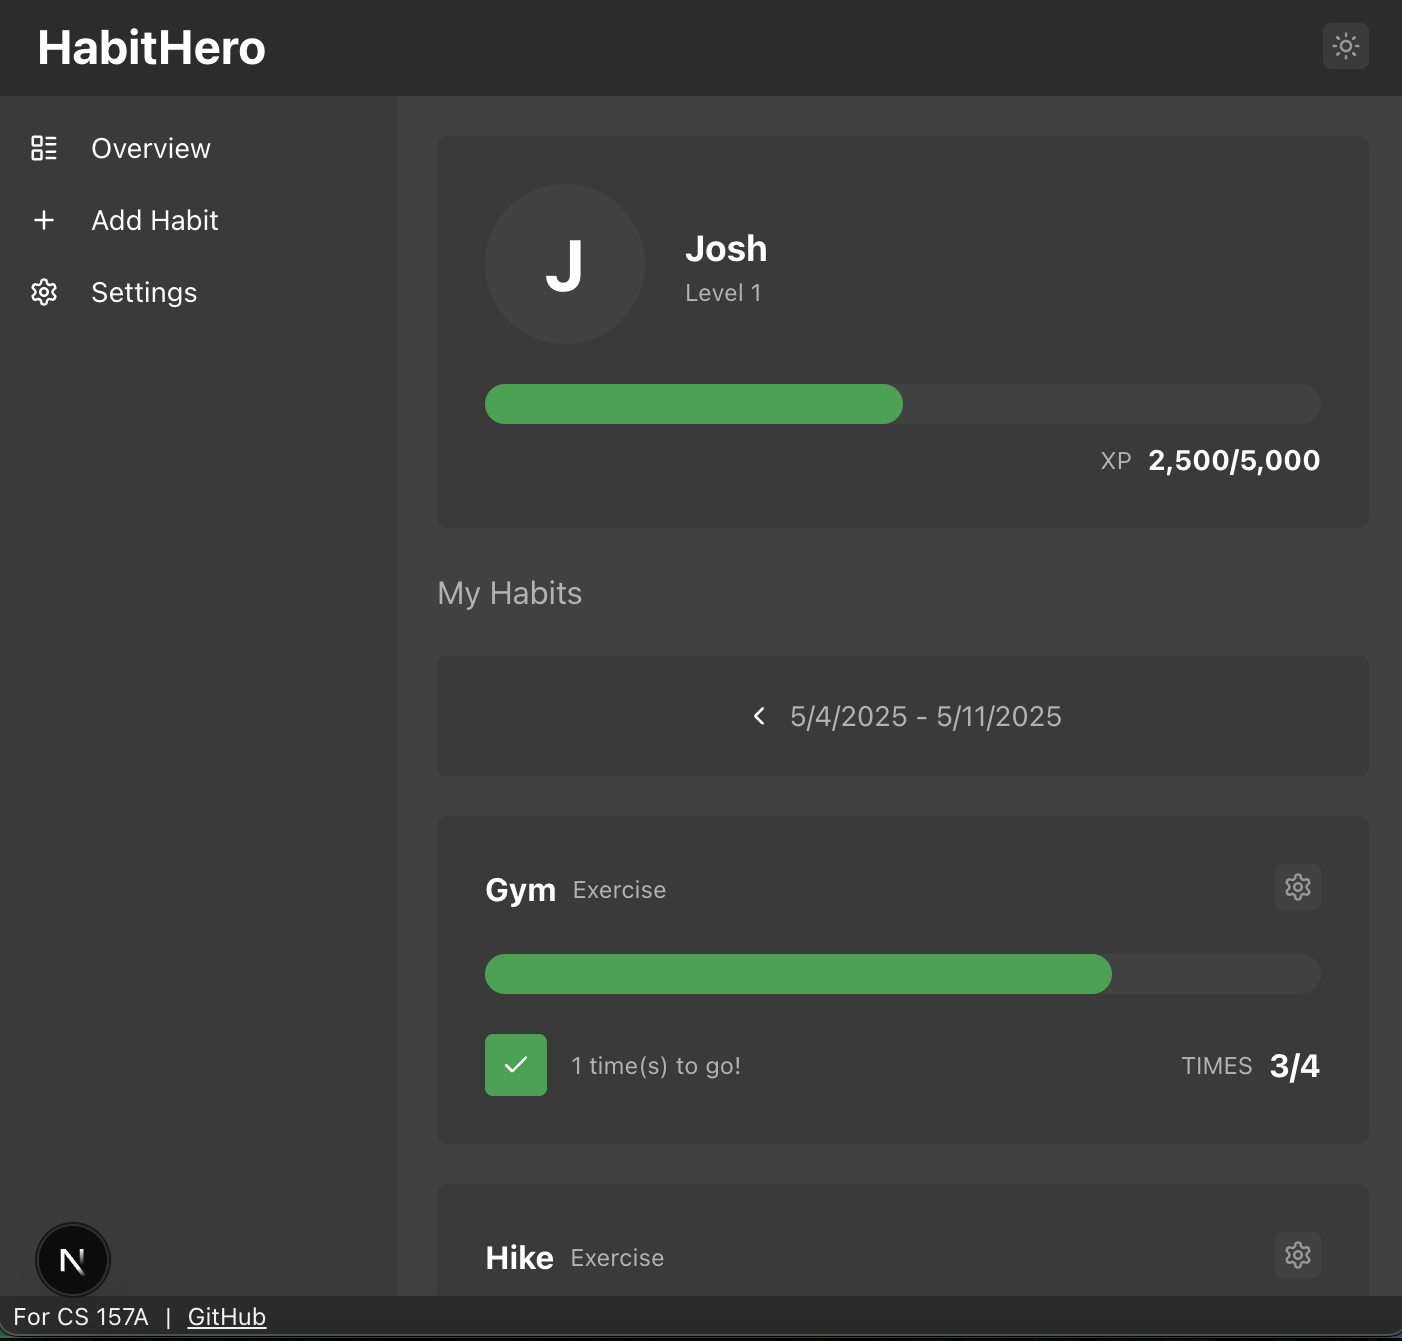 HabitHero
Overview
Add Habit
Settings
J
Josh
Level 1
XP 2,500/5,000
My Habits
5/4/2025 - 5/11/2025
Gym Exercise
1 time(s) to go!
TIMES 3/4
Hike Exercise
N
For CS 157A | GitHub